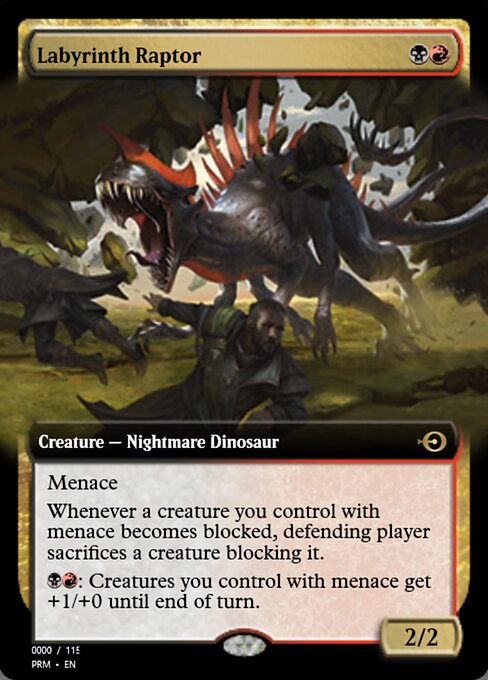 Labyrinth Raptor
Creature — Nightmare Dinosaur
Menace
Whenever a creature you control with
menace becomes blocked, defending player
sacrifices a creature blocking it.
: Creatures you control with menace get
+1/+0 until end of turn.
2/2
0000 / 115
PRM • EN